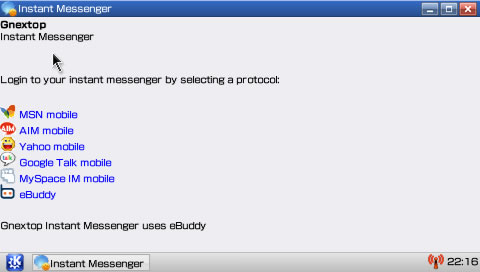 Instant Messenger
Gnextop
Instant Messenger
Login to your instant messenger by selecting a protocol:
MSN mobile
AIM mobile
Yahoo mobile
Google Talk mobile
MySpace IM mobile
eBuddy
Gnextop Instant Messenger uses eBuddy
Instant Messenger
22:16